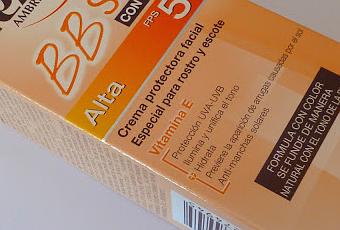 AMBR
BBS
CON
FPS 5
Alta
Crema protectora facial
Especial para rostro y escote
Vitamina E
Protección UVA-UVB
Ilumina y unifica el tono
Hidrata
Previene la aparición de arrugas causadas por el sol
Anti-manchas solares
FORMULA CON COLOR
SE FUNDE DE MANERA
NATURAL CON EL TONO DE LA